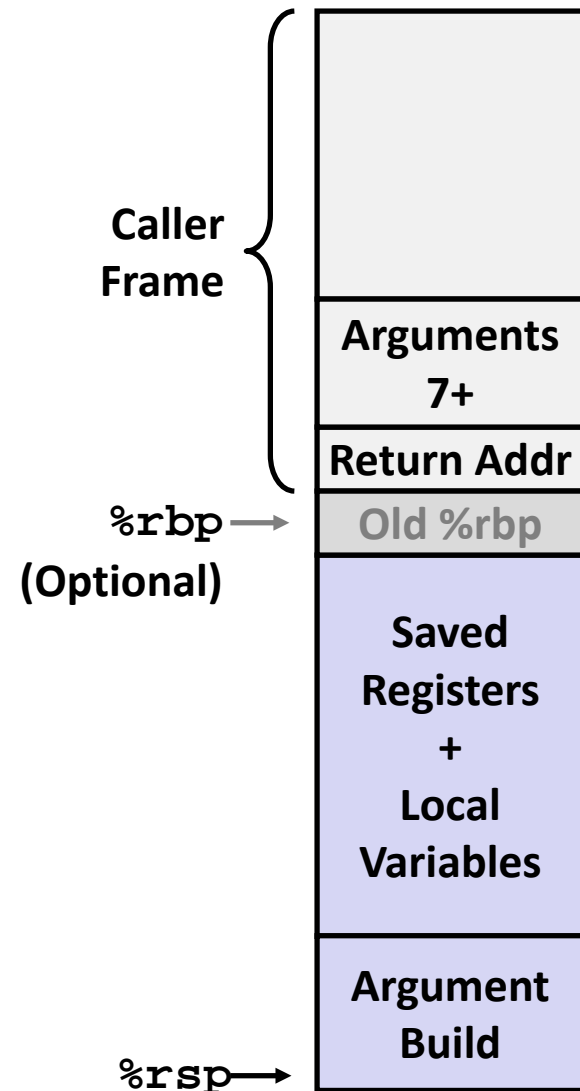 Caller
Frame
Arguments
7+
Return Addr
%rbp
Old %rbp
(Optional)
Saved
Registers
+
Local
Variables
Argument
Build
%rsp